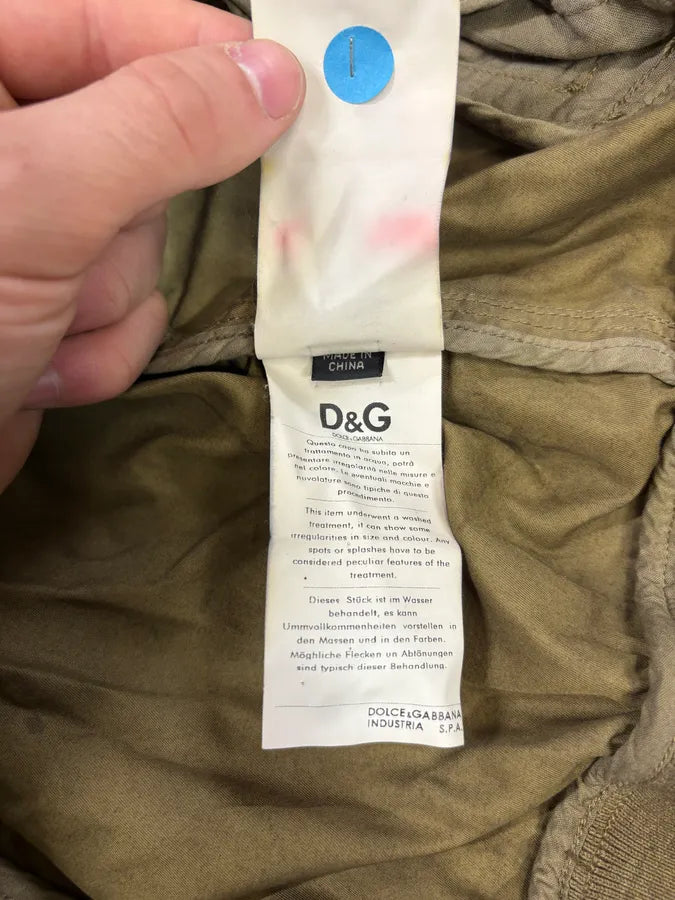 MADE IN
CHINA
D&G
DOLCE & GABBANA
Questo capo ha subito un
trattamento in acqua, potrà
presentare irregolarità nelle misure e
nel colore. Le eventuali macchie e
nuvolature sono tipiche di questo
procedimento.
This item underwent a washed
treatment, it can show some
irregularities in size and colour. Any
spots or splashes have to be
considered peculiar features of the
treatment.
Dieses Stück ist im Wasser
behandelt, es kann
Ummvollkommenheiten vorstellen in
den Massen und in den Farben.
Möghliche Flecken un Abtänungen
sind typisch dieser Behandlung.
DOLCE&GABBANA
INDUSTRIA S.P.A.